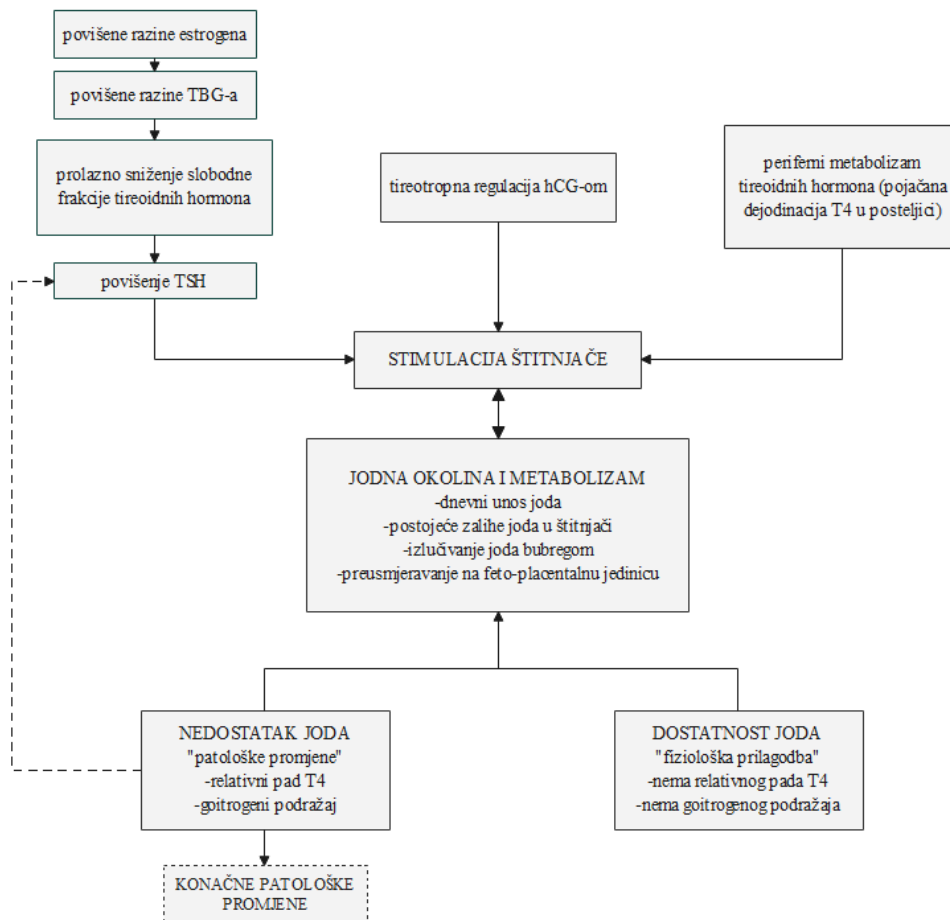 povišene razine estrogena
povišene razine TBG-a
prolazno sniženje slobodne
frakcije tireoidnih hormona
povišenje TSH
tireotropna regulacija hCG-om
periferni metabolizam
tireoidnih hormona (pojačana
dejodinacija T4 u posteljici)
STIMULACIJA ŠTITNJAČE
JODNA OKOLINA I METABOLIZAM
-dnevni unos joda
-postojeće zalihe joda u štitnjači
-izlučivanje joda bubregom
-preusmjeravanje na feto-placentalnu jedinicu
NEDOSTATAK JODA
"patološke promjene"
-relativni pad T4
-goitrogeni podražaj
DOSTATNOST JODA
"fiziološka prilagodba"
-nema relativnog pada T4
-nema goitrogenog podražaja
KONAČNE PATOLOŠKE
PROMJENE